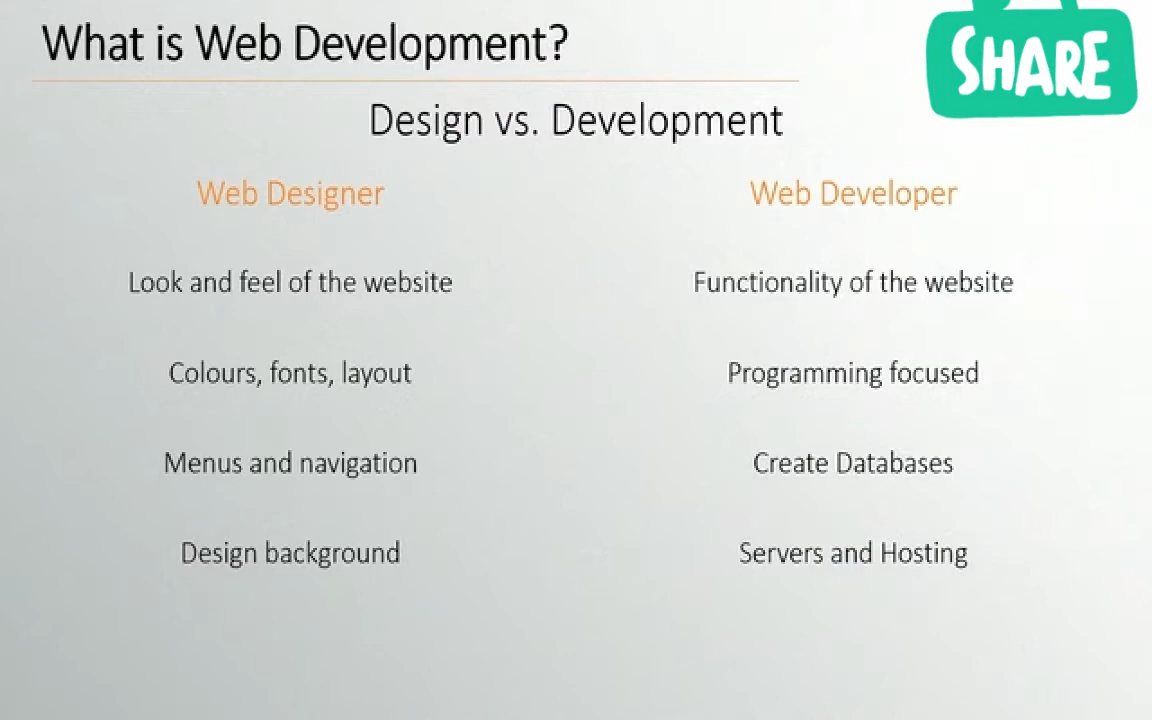 What is Web Development?
SHARE
Design vs. Development
Web Designer
Web Developer
Look and feel of the website
Functionality of the website
Colours, fonts, layout
Programming focused
Menus and navigation
Create Databases
Design background
Servers and Hosting